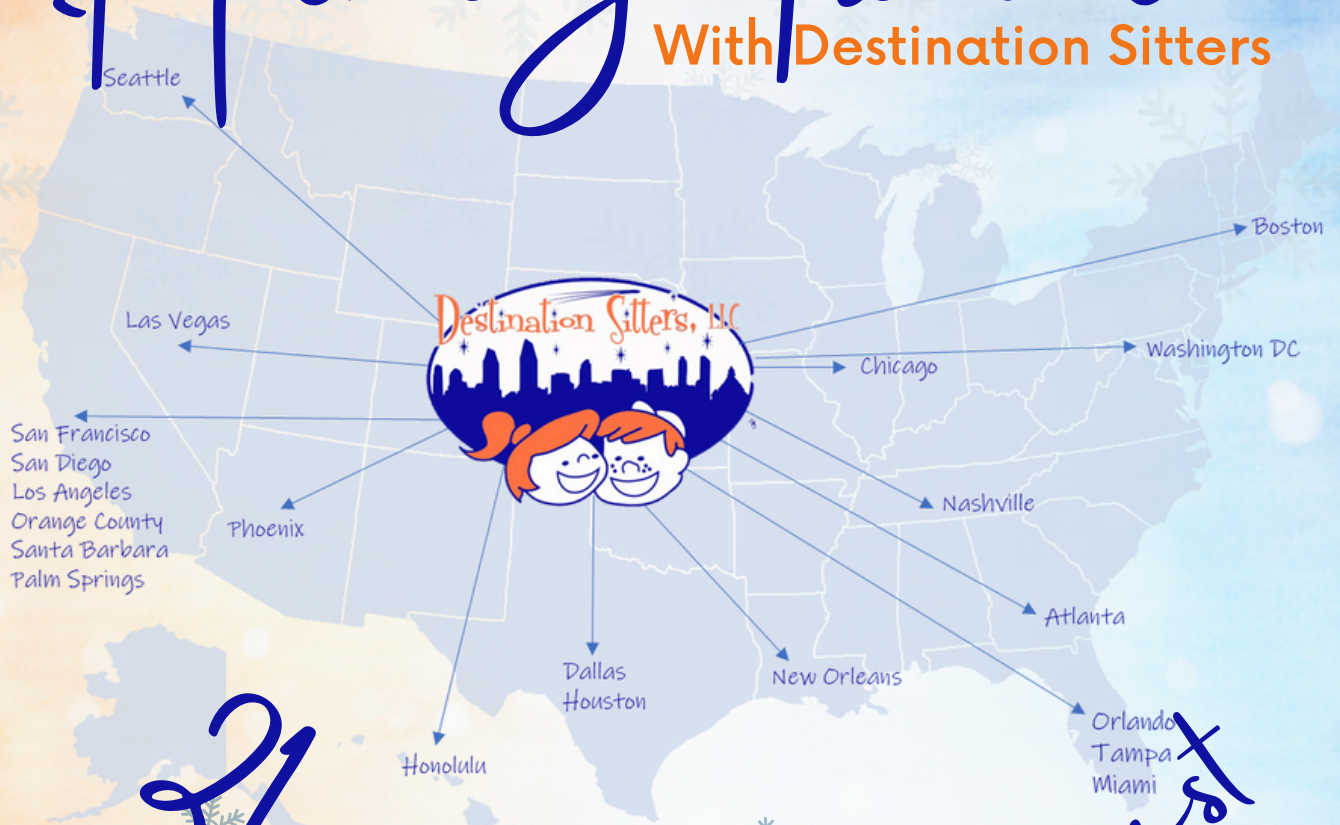 With Destination Sitters
Seattle
Boston
Destination Sitters, LLC
Las Vegas
Washington DC
Chicago
San Francisco
San Diego
Los Angeles
Orange County
Santa Barbara
Palm Springs
Phoenix
Nashville
Atlanta
Dallas
Houston
New Orleans
Orlando
Tampa
Miami
Honolulu
21